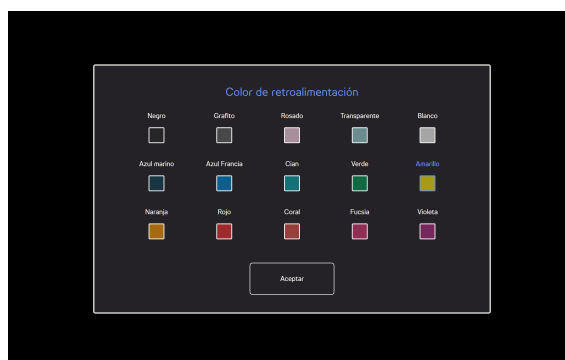 Color de retroalimentación
Negro Grafito Rosado Transparente Blanco
Azul marino Azul Francia Cian Verde Amarillo
Naranja Rojo Coral Fucsia Violeta
Aceptar